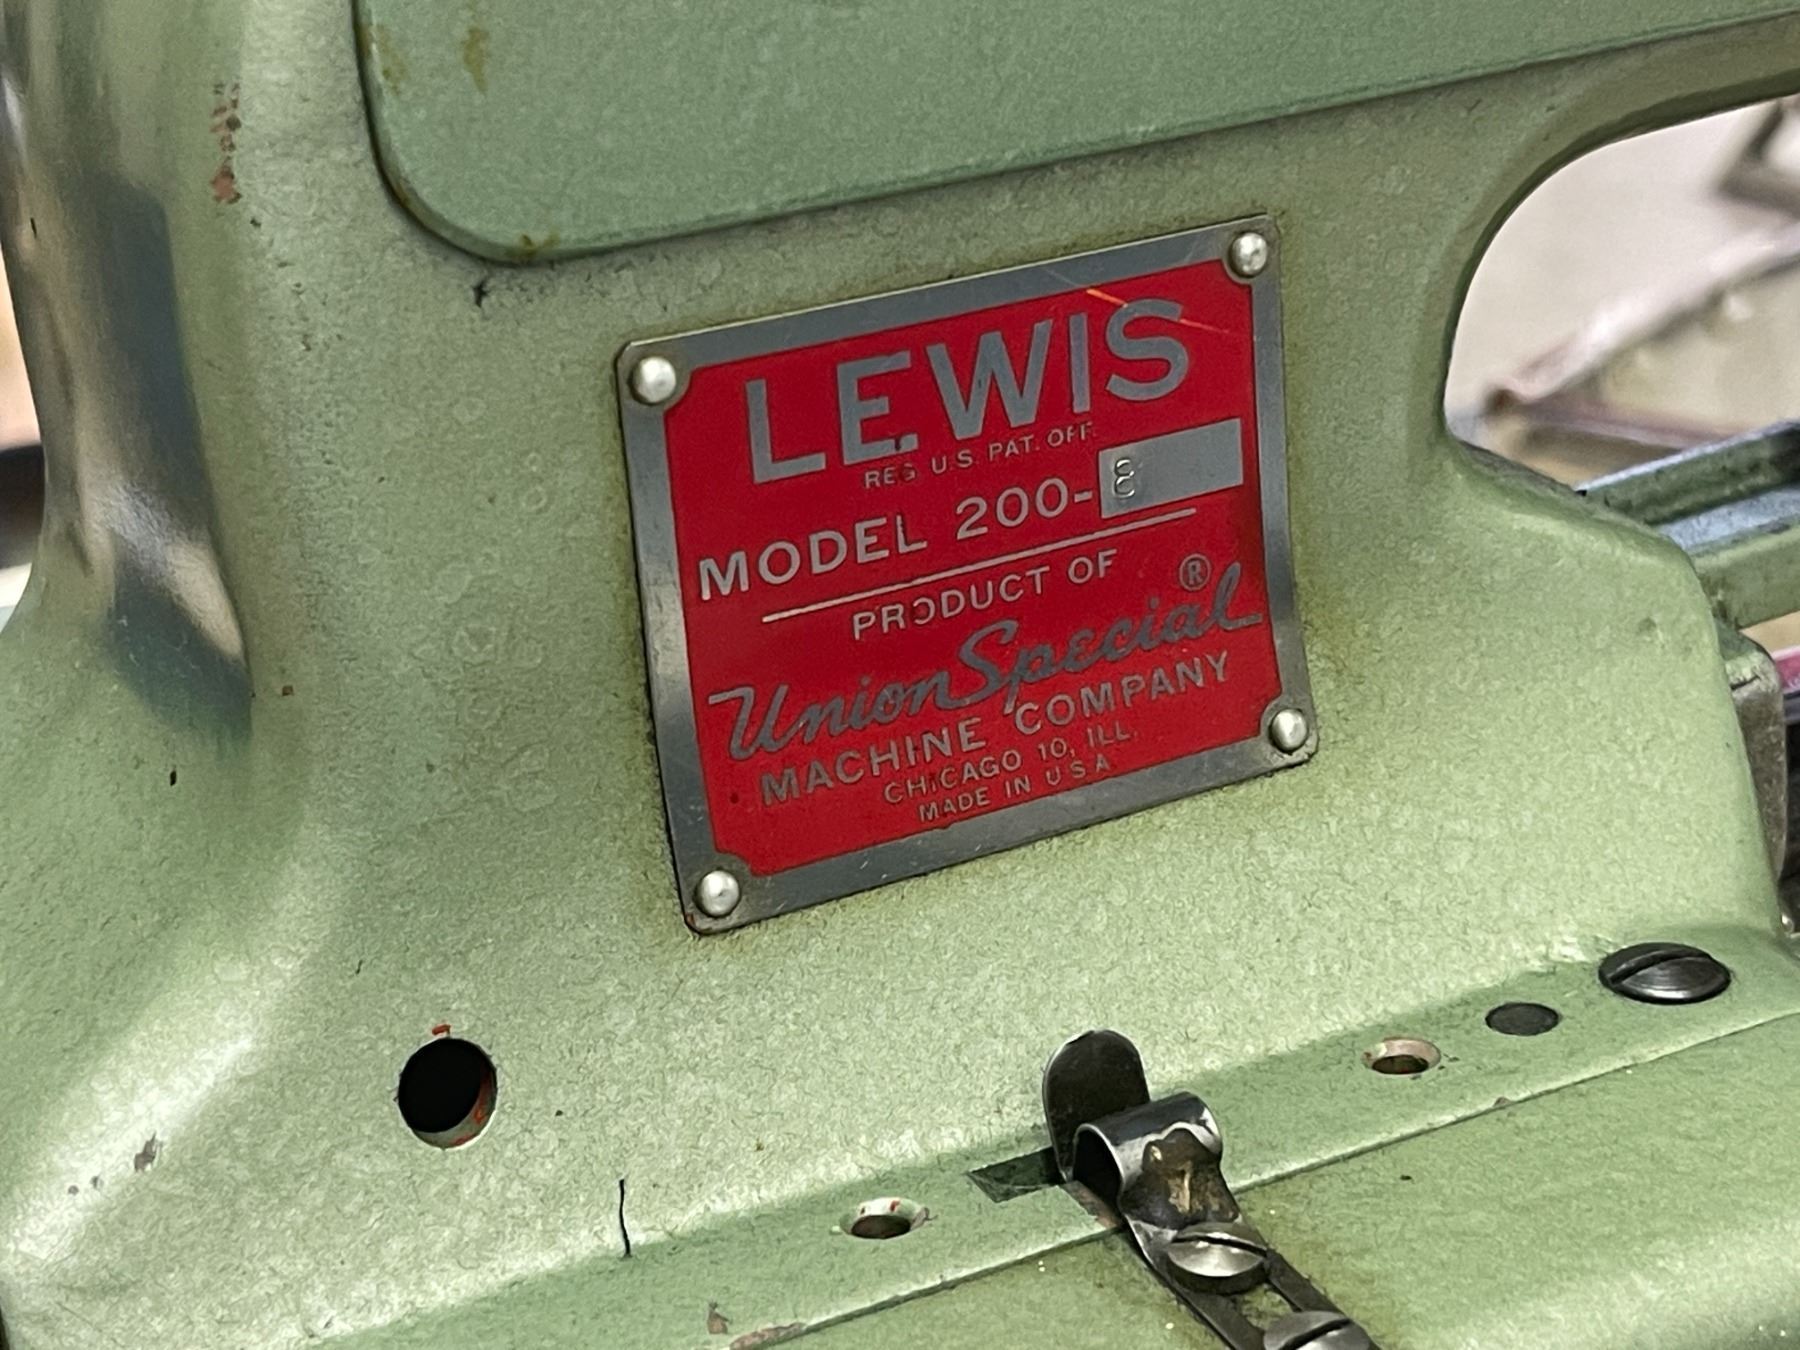 LEWIS
REG. U.S. PAT. OFF.
MODEL 200-8
PRODUCT OF
Union Special ®
MACHINE COMPANY
CHICAGO 10, ILL.
MADE IN U S A